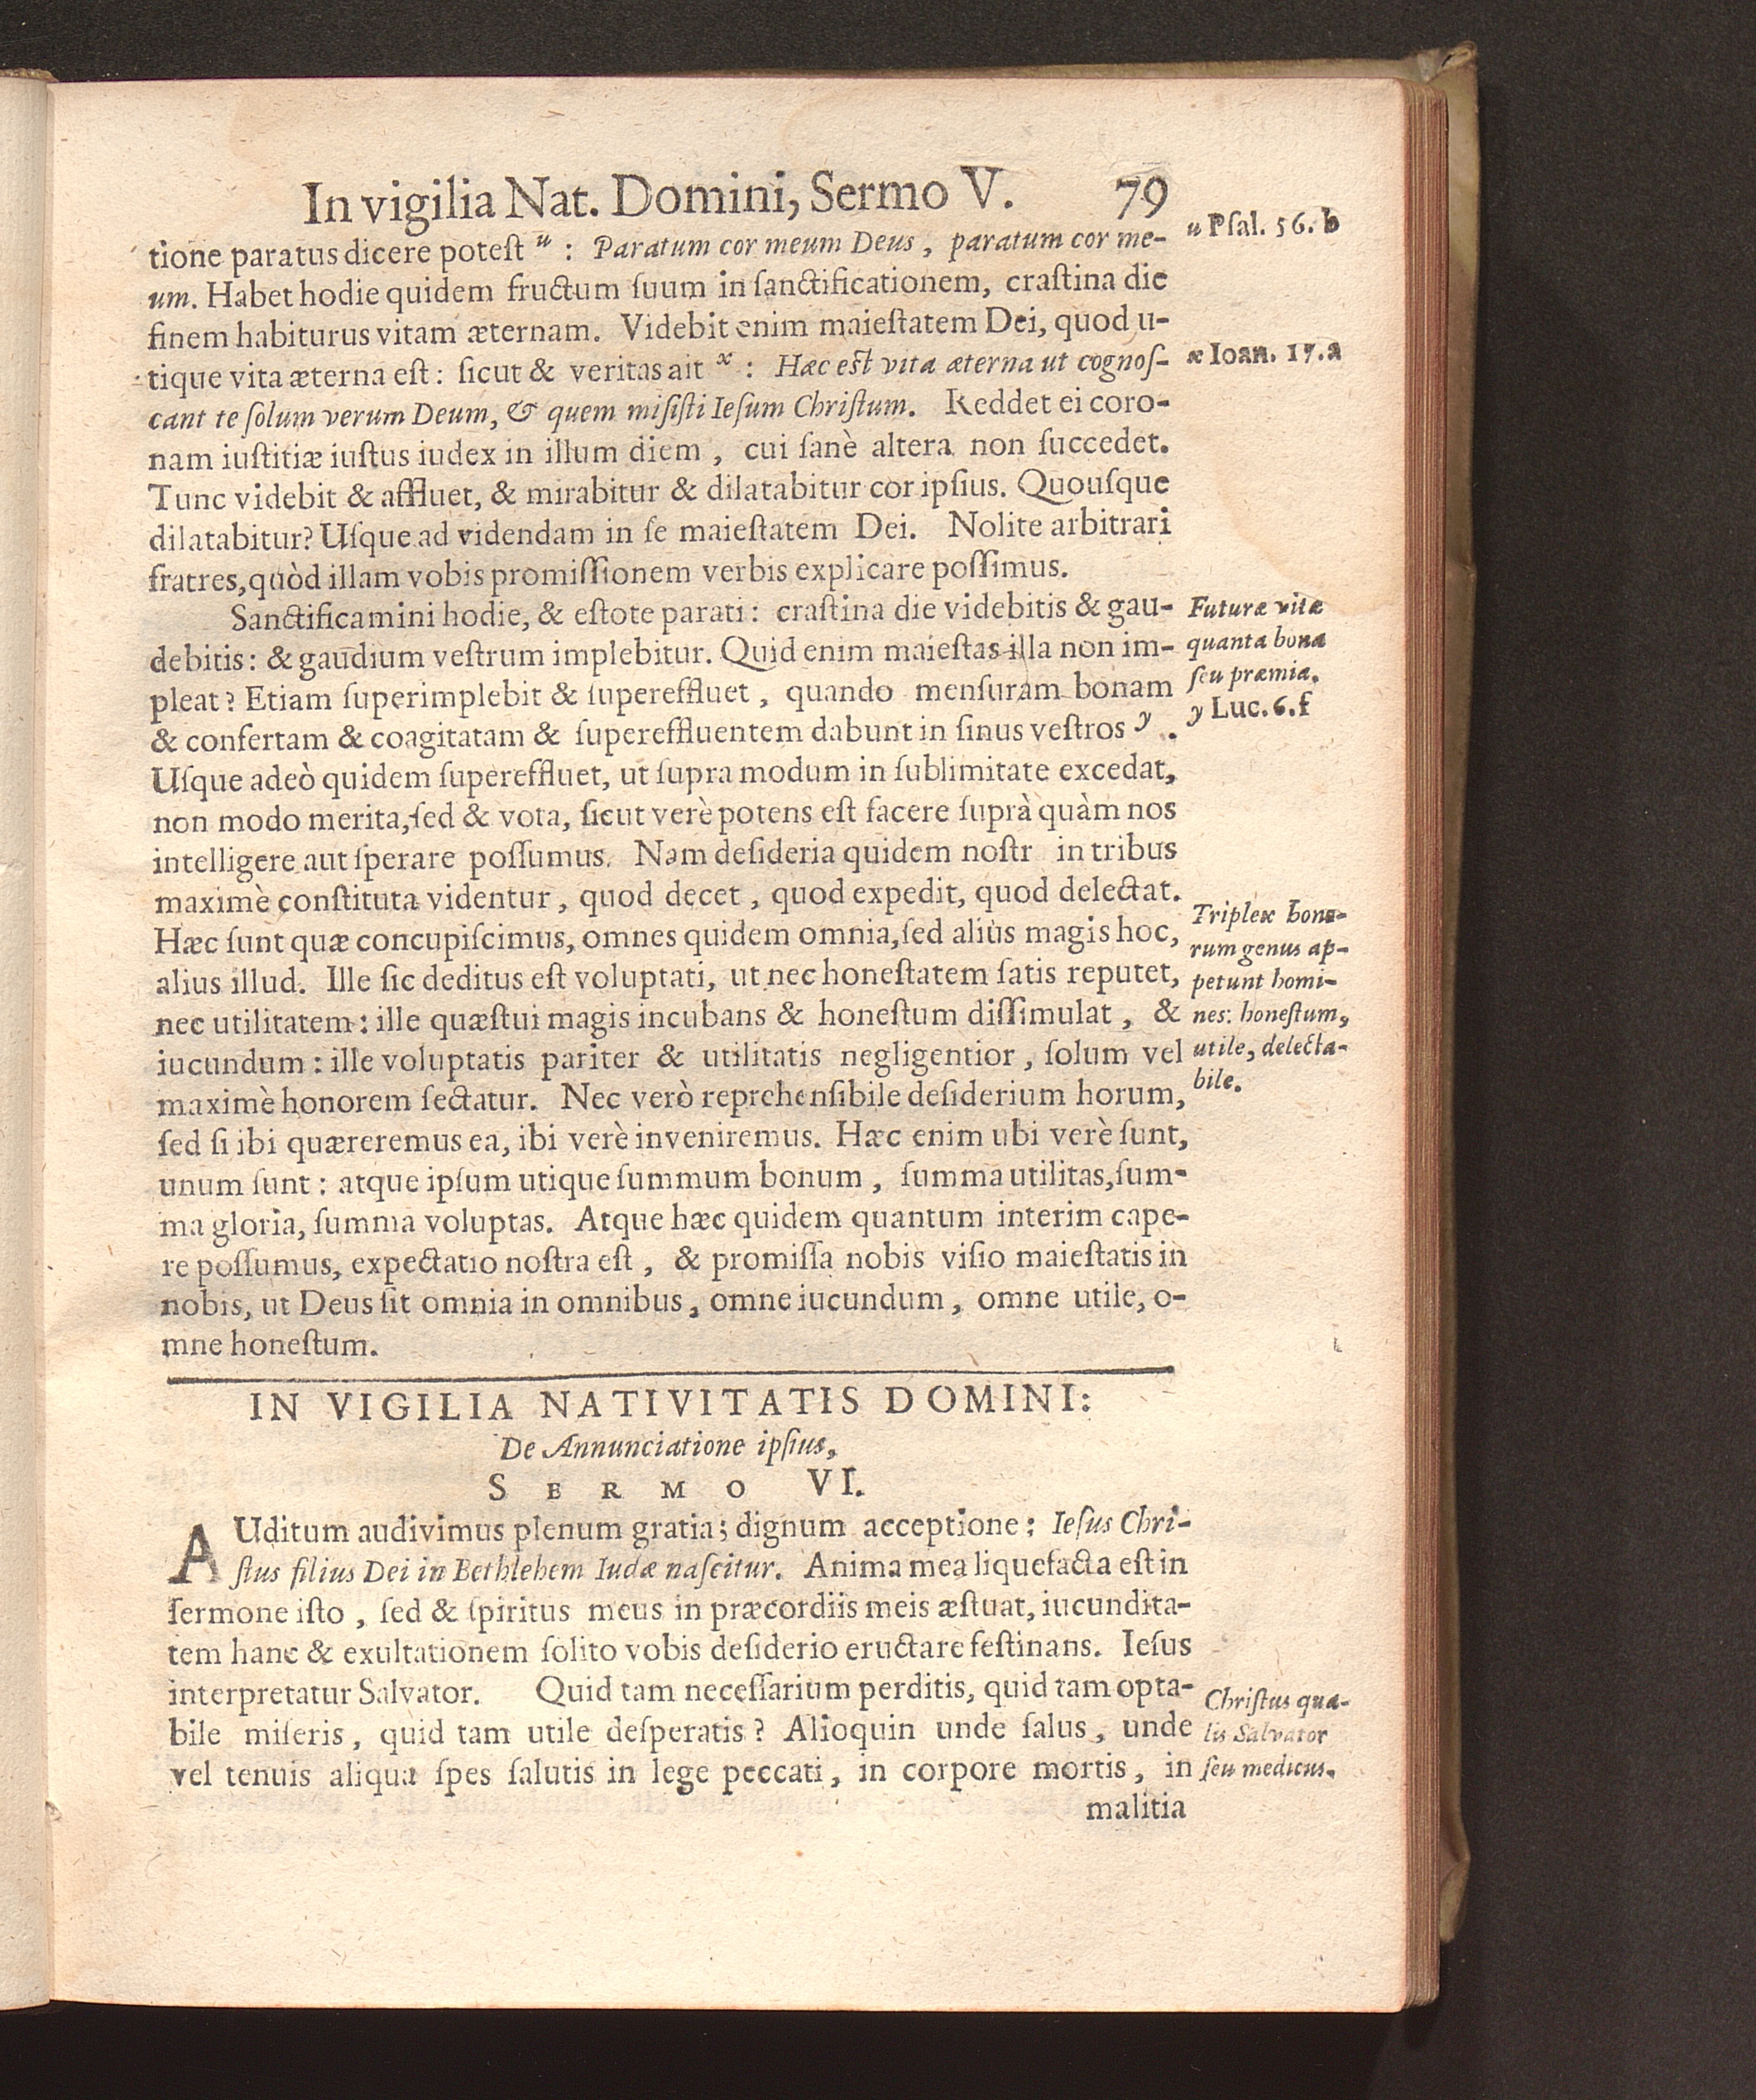 In vigilia Nat. Domini, Sermo V. 79
tione paratus dicere poteſt u : Paratum cor meum Deus, paratum cor me-
um. Habet hodie quidem fructum ſuum in ſanctificationem, craſtina die
finem habiturus vitam æternam. Videbit enim maieſtatem Dei, quod u-
tique vita æterna eſt: ſicut & veritas ait x : Hæc eſt vita æterna ut cognoſ-
cant te ſolum verum Deum, & quem miſiſti Ieſum Chriſtum. Reddet ei coro-
nam iuſtitiæ iuſtus iudex in illum diem, cui ſanè altera non ſuccedet.
Tunc videbit & affluet, & mirabitur & dilatabitur cor ipſius. Quouſque
dilatabitur? Uſque ad videndam in ſe maieſtatem Dei. Nolite arbitrari
fratres, quòd illam vobis promiſſionem verbis explicare poſſimus.
Sanctificamini hodie, & eſtote parati: craſtina die videbitis & gau-
debitis: & gaudium veſtrum implebitur. Quid enim maieſtas illa non im-
pleat? Etiam ſuperimplebit & ſupereffluet, quando menſuram bonam
& confertam & coagitatam & ſupereffluentem dabunt in ſinus veſtros y .
Uſque adeò quidem ſupereffluet, ut ſupra modum in ſublimitate excedat,
non modo merita, ſed & vota, ſicut verè potens eſt facere ſuprà quàm nos
intelligere aut ſperare poſſumus. Nam deſideria quidem noſtr in tribus
maximè conſtituta videntur, quod decet, quod expedit, quod delectat.
Hæc ſunt quæ concupiſcimus, omnes quidem omnia, ſed aliùs magis hoc,
alius illud. Ille ſic deditus eſt voluptati, ut nec honeſtatem ſatis reputet,
nec utilitatem: ille quæſtui magis incubans & honeſtum diſſimulat, &
iucundum: ille voluptatis pariter & utilitatis negligentior, ſolum vel
maximè honorem ſectatur. Nec verò reprehenſibile deſiderium horum,
ſed ſi ibi quæreremus ea, ibi verè inveniremus. Hæc enim ubi verè ſunt,
unum ſunt: atque ipſum utique ſummum bonum, ſumma utilitas, ſum-
ma gloria, ſumma voluptas. Atque hæc quidem quantum interim cape-
re poſſumus, expectatio noſtra eſt, & promiſſa nobis viſio maieſtatis in
nobis, ut Deus ſit omnia in omnibus, omne iucundum, omne utile, o-
mne honeſtum.
u Pſal. 56. b
x Ioan. 17. a
Futuræ vitæ
quanta bona
ſeu præmia.
y Luc. 6. f
Triplex bono-
rum genus ap-
petunt homi-
nes: honeſtum,
utile, delecta-
bile.
IN VIGILIA NATIVITATIS DOMINI:
De Annunciatione ipſius,
SERMO VI.
AUditum audivimus plenum gratia; dignum acceptione: Ieſus Chri-
ſtus filius Dei in Bethlehem Iudæ naſcitur. Anima mea liquefacta eſt in
ſermone iſto, ſed & ſpiritus meus in præcordiis meis æſtuat, iucundita-
tem hanc & exultationem ſolito vobis deſiderio eructare feſtinans. Ieſus
interpretatur Salvator. Quid tam neceſſarium perditis, quid tam opta-
bile miſeris, quid tam utile deſperatis? Alioquin unde ſalus, unde
vel tenuis aliqua ſpes ſalutis in lege peccati, in corpore mortis, in
Chriſtus qua-
lis Salvator
ſeu medicus.
malitia